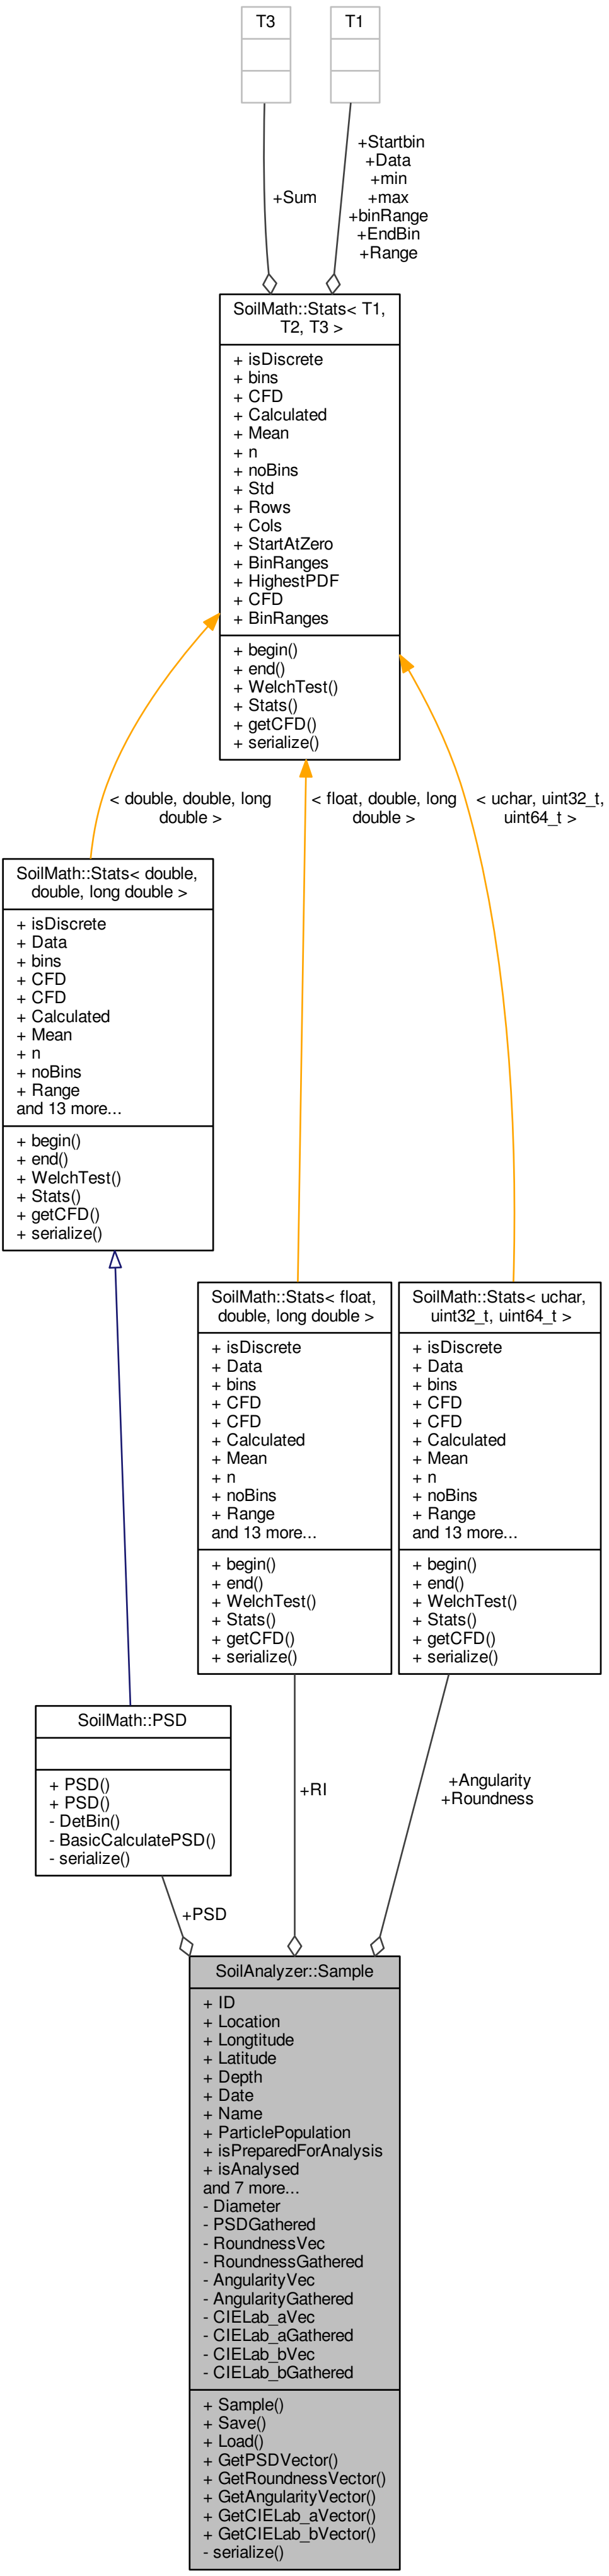 T3
T1
+Sum
+Startbin
+Data
+min
+max
+binRange
+EndBin
+Range
SoilMath::Stats< T1,
T2, T3 >
+ isDiscrete
+ bins
+ CFD
+ Calculated
+ Mean
+ n
+ noBins
+ Std
+ Rows
+ Cols
+ StartAtZero
+ BinRanges
+ HighestPDF
+ CFD
+ BinRanges
+ begin()
+ end()
+ WelchTest()
+ Stats()
+ getCFD()
+ serialize()
< double, double, long
double >
< float, double, long
double >
< uchar, uint32_t,
uint64_t >
SoilMath::Stats< double,
double, long double >
+ isDiscrete
+ Data
+ bins
+ CFD
+ CFD
+ Calculated
+ Mean
+ n
+ noBins
+ Range
and 13 more...
+ begin()
+ end()
+ WelchTest()
+ Stats()
+ getCFD()
+ serialize()
SoilMath::Stats< float,
double, long double >
+ isDiscrete
+ Data
+ bins
+ CFD
+ CFD
+ Calculated
+ Mean
+ n
+ noBins
+ Range
and 13 more...
+ begin()
+ end()
+ WelchTest()
+ Stats()
+ getCFD()
+ serialize()
SoilMath::Stats< uchar,
uint32_t, uint64_t >
+ isDiscrete
+ Data
+ bins
+ CFD
+ CFD
+ Calculated
+ Mean
+ n
+ noBins
+ Range
and 13 more...
+ begin()
+ end()
+ WelchTest()
+ Stats()
+ getCFD()
+ serialize()
SoilMath::PSD
+ PSD()
+ PSD()
- DetBin()
- BasicCalculatePSD()
- serialize()
+PSD
+RI
+Angularity
+Roundness
SoilAnalyzer::Sample
+ ID
+ Location
+ Longtitude
+ Latitude
+ Depth
+ Date
+ Name
+ ParticlePopulation
+ isPreparedForAnalysis
+ isAnalysed
and 7 more...
- Diameter
- PSDGathered
- RoundnessVec
- RoundnessGathered
- AngularityVec
- AngularityGathered
- CIELab_aVec
- CIELab_aGathered
- CIELab_bVec
- CIELab_bGathered
+ Sample()
+ Save()
+ Load()
+ GetPSDVector()
+ GetRoundnessVector()
+ GetAngularityVector()
+ GetCIELab_aVector()
+ GetCIELab_bVector()
- serialize()